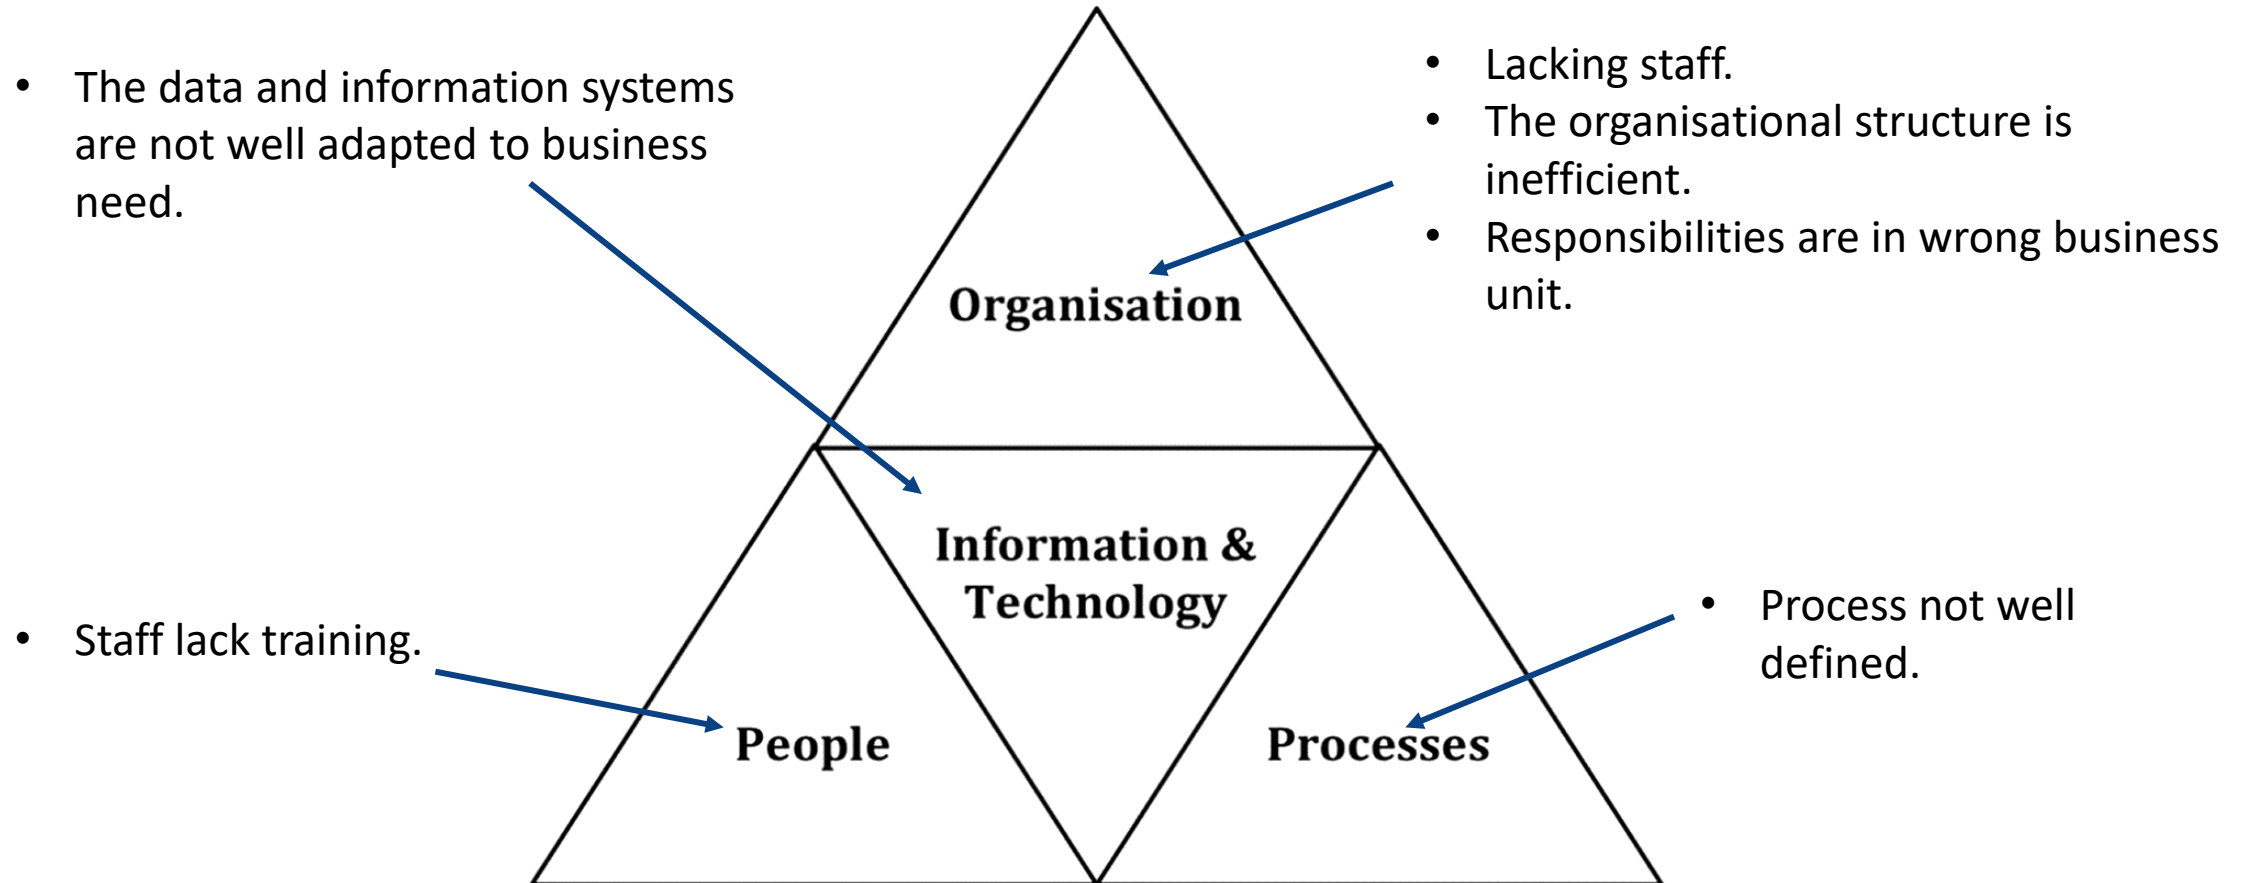 • The data and information systems
are not well adapted to business
need.
• Lacking staff.
• The organisational structure is
inefficient.
• Responsibilities are in wrong business
unit.
Organisation
Information &
Technology
• Staff lack training.
People
• Process not well
defined.
Processes